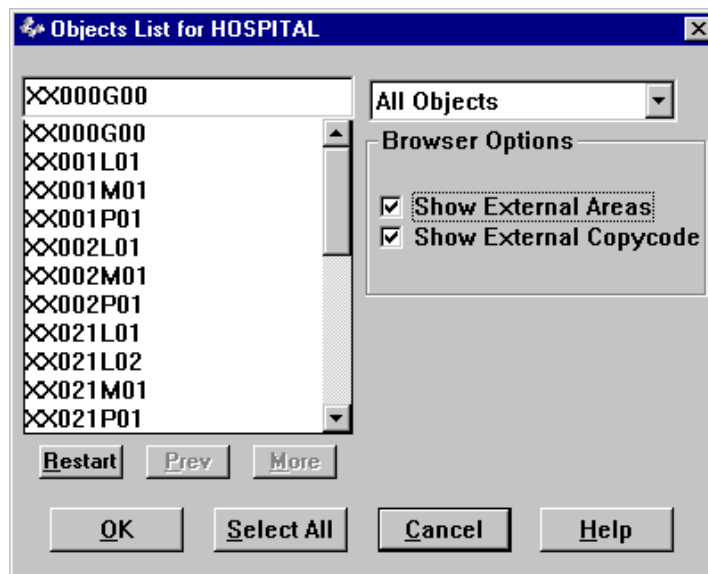 Objects List for HOSPITAL
XX000G00
XX000G00
XX001L01
XX001M01
XX001P01
XX002L01
XX002M01
XX002P01
XX021L01
XX021L02
XX021M01
XX021P01
All Objects
Browser Options
Show External Areas
Show External Copycode
Restart Prev More
OK Select All Cancel Help